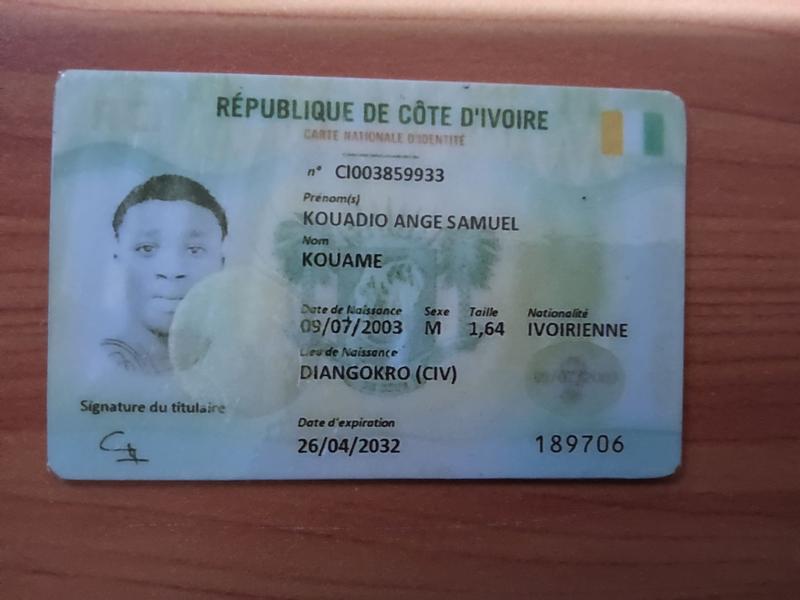 RÉPUBLIQUE DE CÔTE D'IVOIRE
CARTE NATIONALE D'IDENTITÉ
n° CI003859933
Prénom(s)
KOUADIO ANGE SAMUEL
Nom
KOUAME
Date de Naissance Sexe Taille Nationalité
09/07/2003 M 1,64 IVOIRIENNE
Lieu de Naissance
DIANGOKRO (CIV)
Signature du titulaire
Date d'expiration
26/04/2032
189706